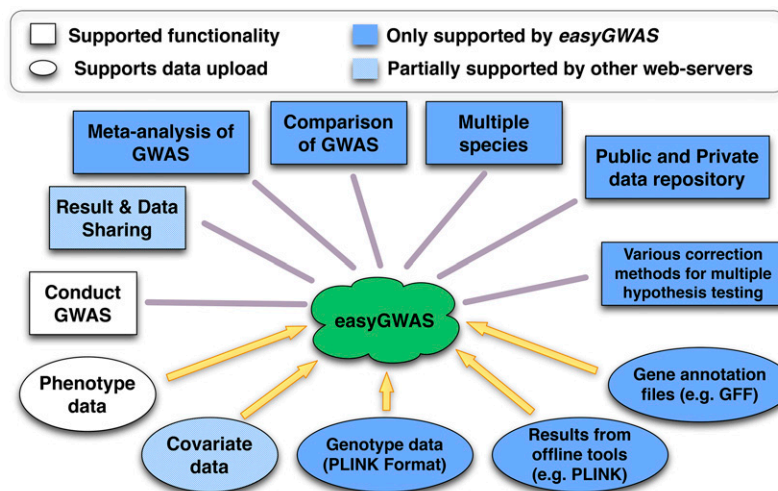 Supported functionality
Only supported by easyGWAS
Supports data upload
Partially supported by other web-servers
Meta-analysis of
GWAS
Comparison
of GWAS
Multiple
species
Public and Private
data repository
Result & Data
Sharing
Various correction
methods for multiple
hypothesis testing
Conduct
GWAS
easyGWAS
Phenotype
data
Gene annotation
files (e.g. GFF)
Covariate
data
Genotype data
(PLINK Format)
Results from
offline tools
(e.g. PLINK)